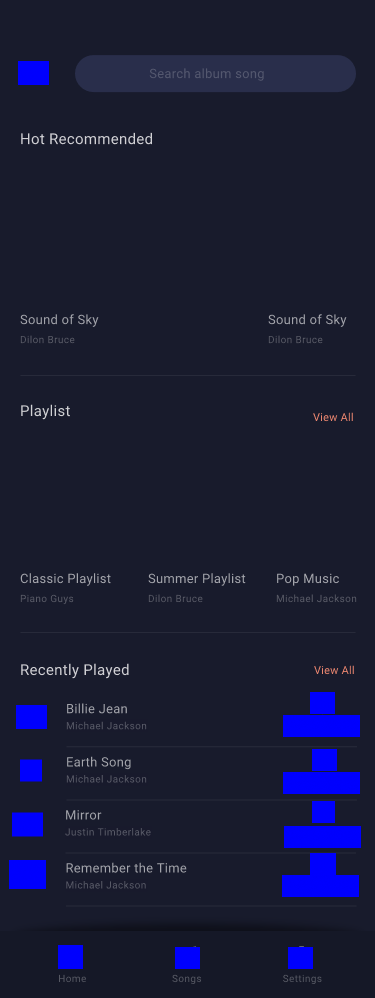 Search album song
Hot Recommended
Sound of Sky
Sound of Sky
Dilon Bruce
Dilon Bruce
Playlist
View All
Classic Playlist
Summer Playlist
Pop Music
Piano Guys
Dilon Bruce
Michael Jackson
Recently Played
View All
Billie Jean
Michael Jackson
Earth Song
Michael Jackson
Mirror
Justin Timberlake
Remember the Time
Michael Jackson
Home
Songs
Settings